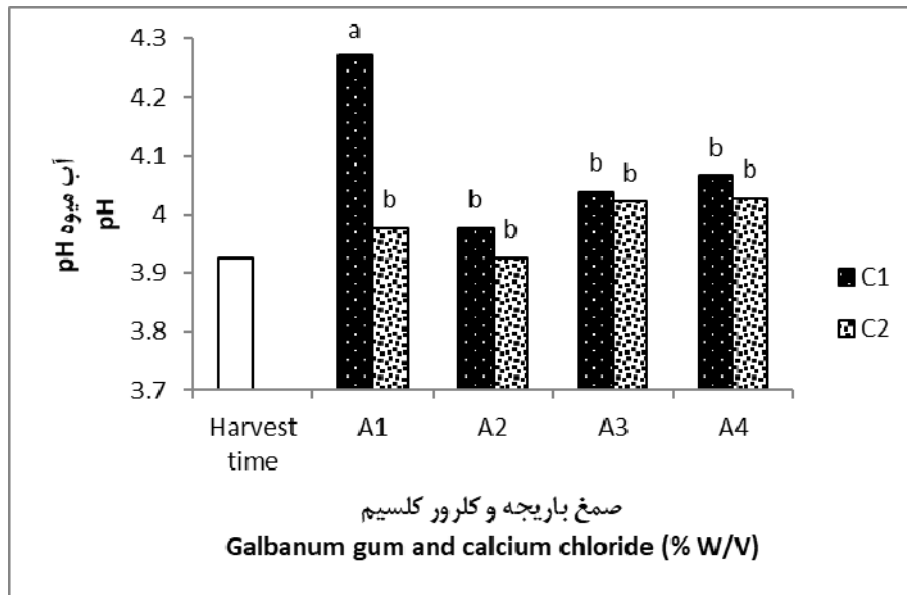 4.3
4.2
4.1
4
3.9
3.8
3.7
pH آب میوه
pH
a
b
b
b
b
b
b
b
Harvest time
A1
A2
A3
A4
C1
C2
صمغ باریجه و کلرور کلسیم
Galbanum gum and calcium chloride (% W/V)